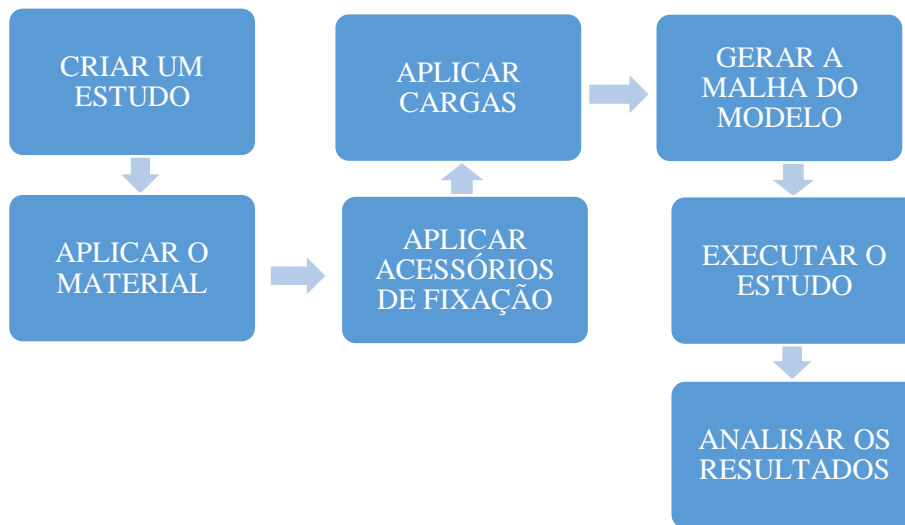 CRIAR UM
ESTUDO
APLICAR O
MATERIAL
APLICAR
ACESSÓRIOS
DE FIXAÇÃO
APLICAR
CARGAS
GERAR A
MALHA DO
MODELO
EXECUTAR O
ESTUDO
ANALISAR OS
RESULTADOS